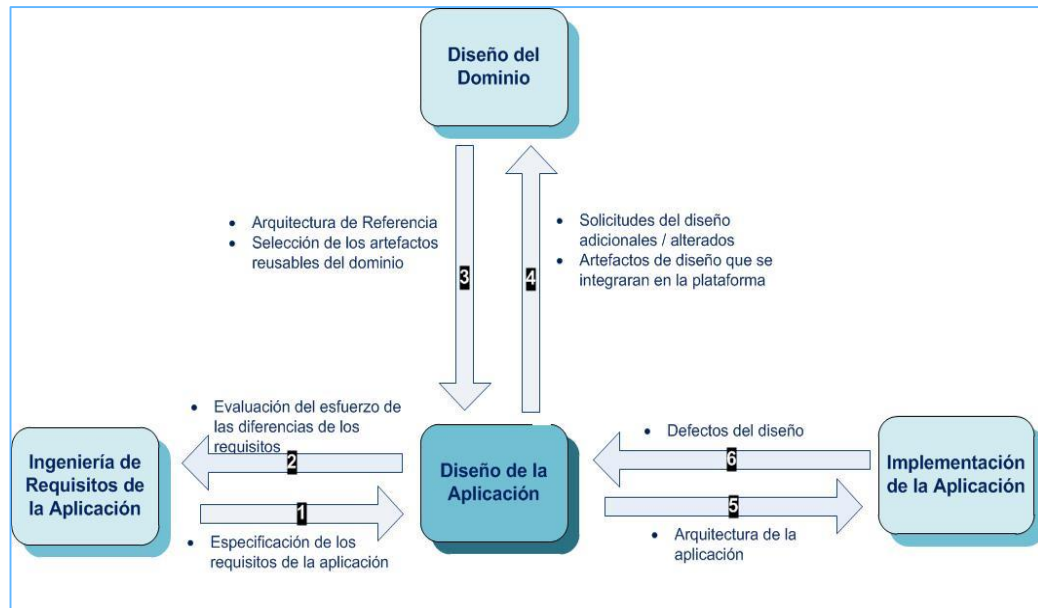 Diseño del
Dominio
• Arquitectura de Referencia
• Selección de los artefactos
reusables del dominio
3
4
• Solicitudes del diseño
adicionales / alterados
• Artefactos de diseño que se
integraran en la plataforma
• Evaluación del esfuerzo de
las diferencias de los
requisitos
2
1
• Especificación de los
requisitos de la aplicación
Ingeniería de
Requisitos de
la Aplicación
Diseño de la
Aplicación
• Defectos del diseño
6
5
• Arquitectura de la
aplicación
Implementación
de la Aplicación